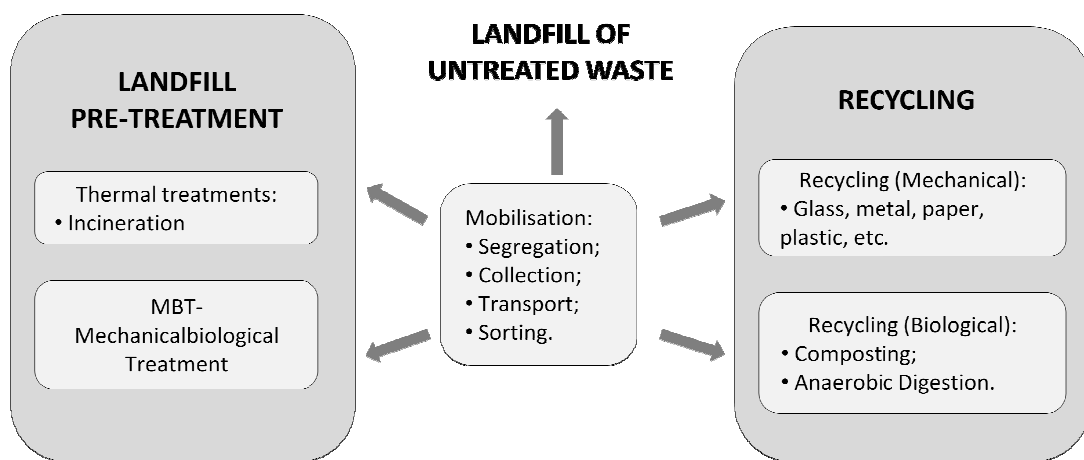 LANDFILL
PRE-TREATMENT
Thermal treatments:
• Incineration
MBT-
Mechanicalbiological
Treatment
LANDFILL OF
UNTREATED WASTE
Mobilisation:
• Segregation;
• Collection;
• Transport;
• Sorting.
RECYCLING
Recycling (Mechanical):
• Glass, metal, paper,
plastic, etc.
Recycling (Biological):
• Composting;
• Anaerobic Digestion.